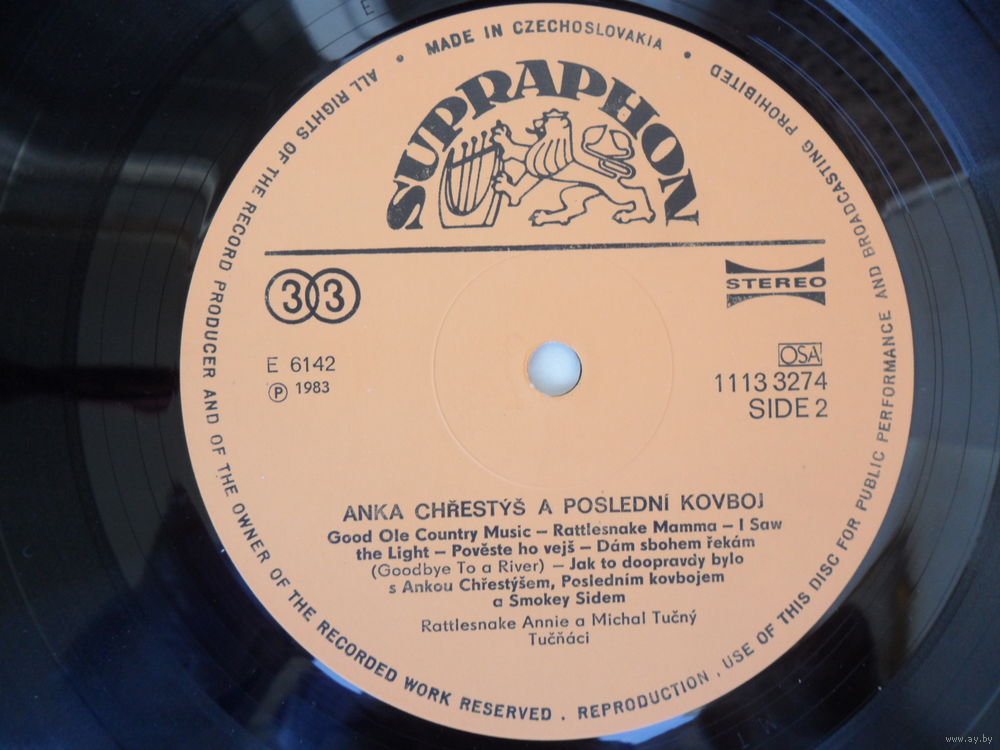 ALL RIGHTS OF THE RECORD PRODUCER AND OF THE OWNER OF THE RECORDED WORK RESERVED . REPRODUCTION , USE OF THIS DISC FOR PUBLIC PERFORMANCE AND BROADCASTING PROHIBITED
• MADE IN CZECHOSLOVAKIA •
SUPRAPHON
33
STEREO
E 6142
Ⓟ 1983
OSA
1113 3274
SIDE 2
ANKA CHŘESTÝŠ A POSLEDNÍ KOVBOJ
Good Ole Country Music – Rattlesnake Mamma – I Saw
the Light – Pověste ho vejš – Dám sbohem řekám
(Goodbye To a River) – Jak to doopravdy bylo
s Ankou Chřestýšem, Posledním kovbojem
a Smokey Sidem
Rattlesnake Annie a Michal Tučný
Tučňáci
www.ay.by